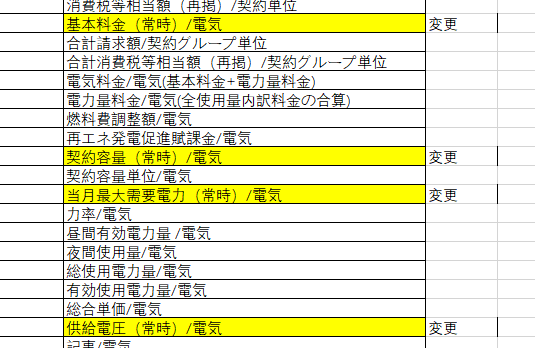 消費税等相当額（再掲）/契約単位
基本料金（常時）/電気 変更
合計請求額/契約グループ単位
合計消費税等相当額（再掲）/契約グループ単位
電気料金/電気(基本料金+電力量料金)
電力量料金/電気(全使用量内訳料金の合算)
燃料費調整額/電気
再エネ発電促進賦課金/電気
契約容量（常時）/電気 変更
契約容量単位/電気
当月最大需要電力（常時）/電気 変更
力率/電気
昼間有効電力量 /電気
夜間使用量/電気
総使用電力量/電気
有効使用電力量/電気
総合単価/電気
供給電圧（常時）/電気 変更
記事/電気